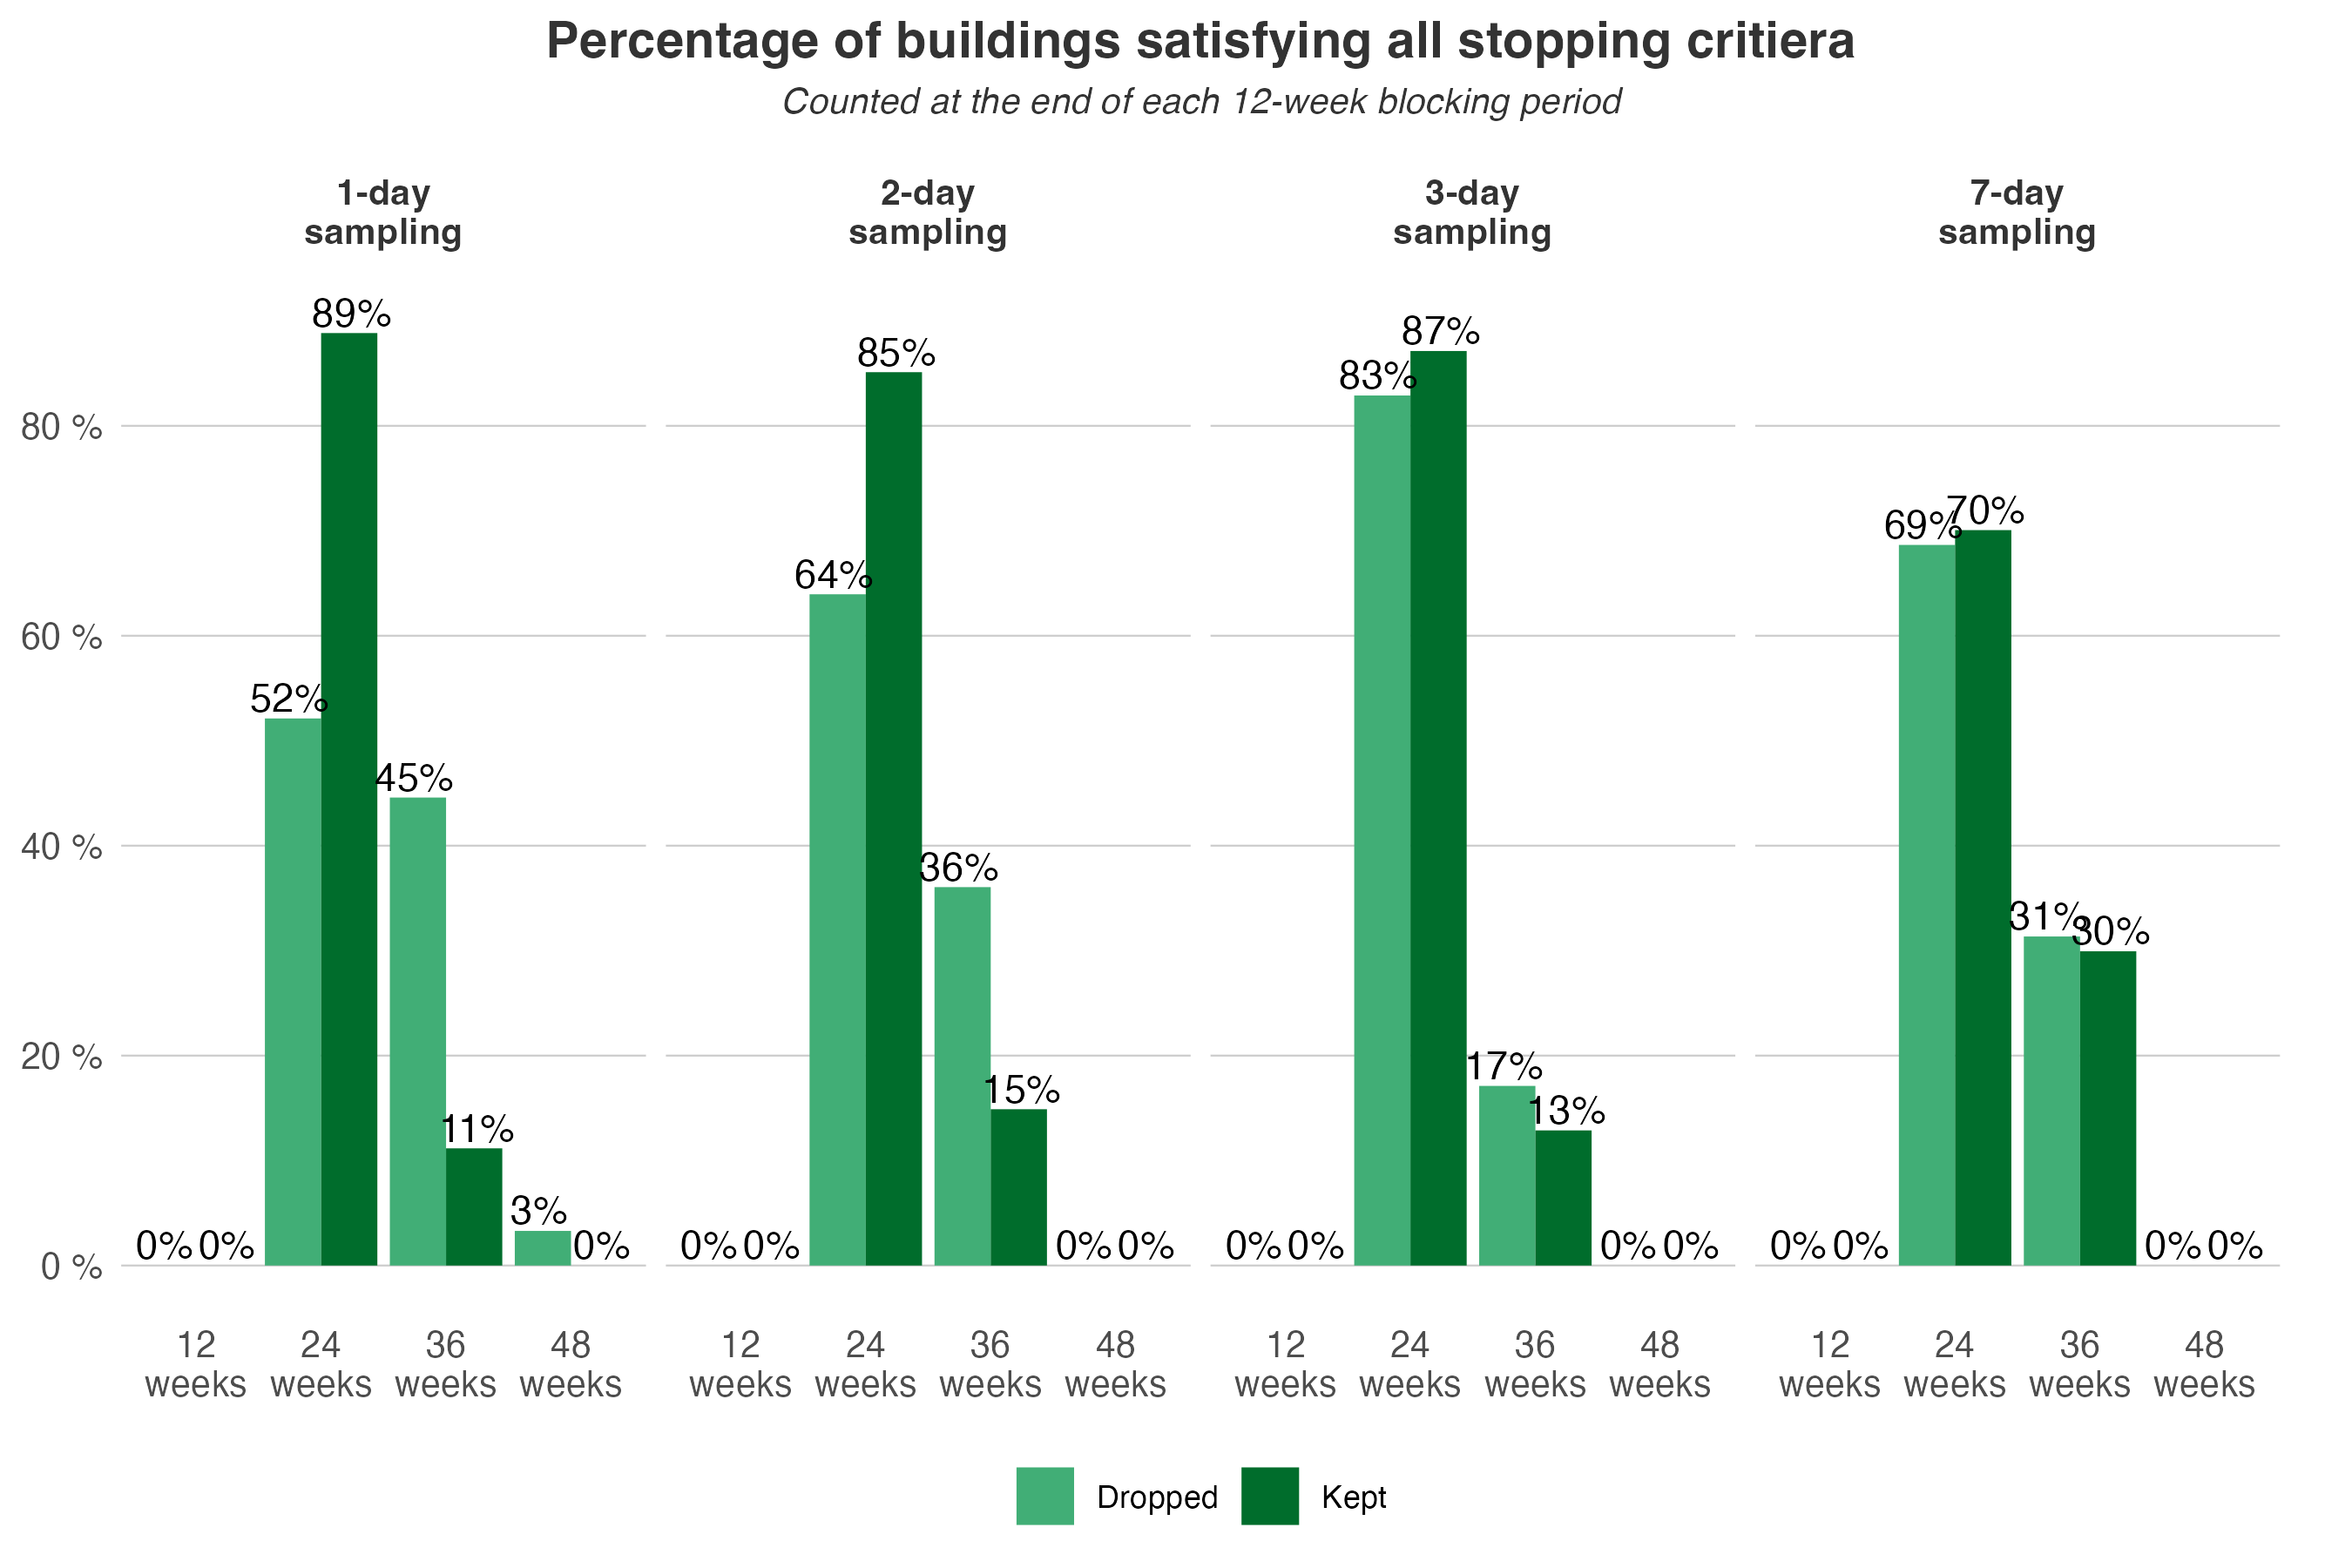 Percentage of buildings satisfying all stopping critiera
Counted at the end of each 12-week blocking period
1-day
sampling
2-day
sampling
3-day
sampling
7-day
sampling
80 %
60 %
40 %
20 %
0 %
0% 0% 52% 89% 45% 11% 3% 0%
0% 0% 64% 85% 36% 15% 0% 0%
0% 0% 83% 87% 17% 13% 0% 0%
0% 0% 69% 70% 31% 30% 0% 0%
12 weeks 24 weeks 36 weeks 48 weeks
12 weeks 24 weeks 36 weeks 48 weeks
12 weeks 24 weeks 36 weeks 48 weeks
12 weeks 24 weeks 36 weeks 48 weeks
Dropped Kept